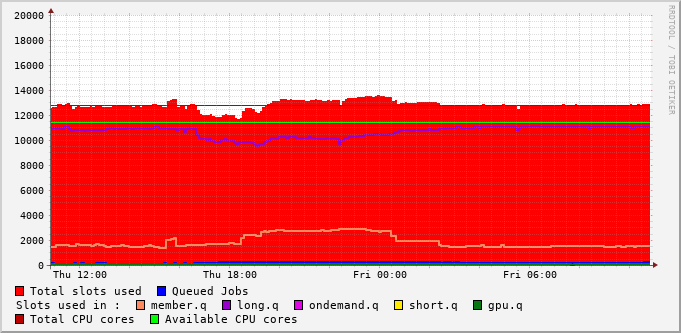 20000
18000
16000
14000
12000
10000
8000
6000
4000
2000
0
Thu 12:00 Thu 18:00 Fri 00:00 Fri 06:00
Total slots used Queued Jobs
Slots used in : member.q long.q ondemand.q short.q gpu.q
Total CPU cores Available CPU cores
RRDTOOL / TOBI OETIKER